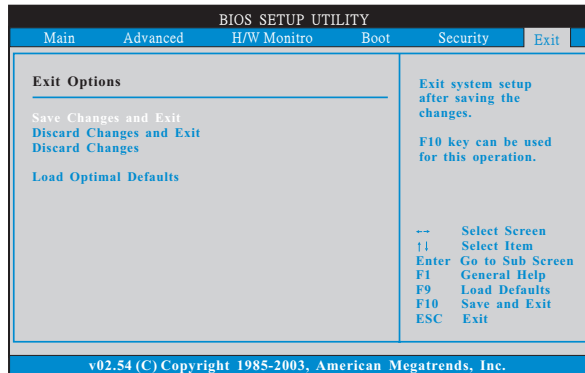 BIOS SETUP UTILITY
Main Advanced H/W Monitro Boot Security Exit
Exit Options
Save Changes and Exit
Discard Changes and Exit
Discard Changes
Load Optimal Defaults
Exit system setup
after saving the
changes.
F10 key can be used
for this operation.
←→ Select Screen
↑↓ Select Item
Enter Go to Sub Screen
F1 General Help
F9 Load Defaults
F10 Save and Exit
ESC Exit
v02.54 (C) Copyright 1985-2003, American Megatrends, Inc.